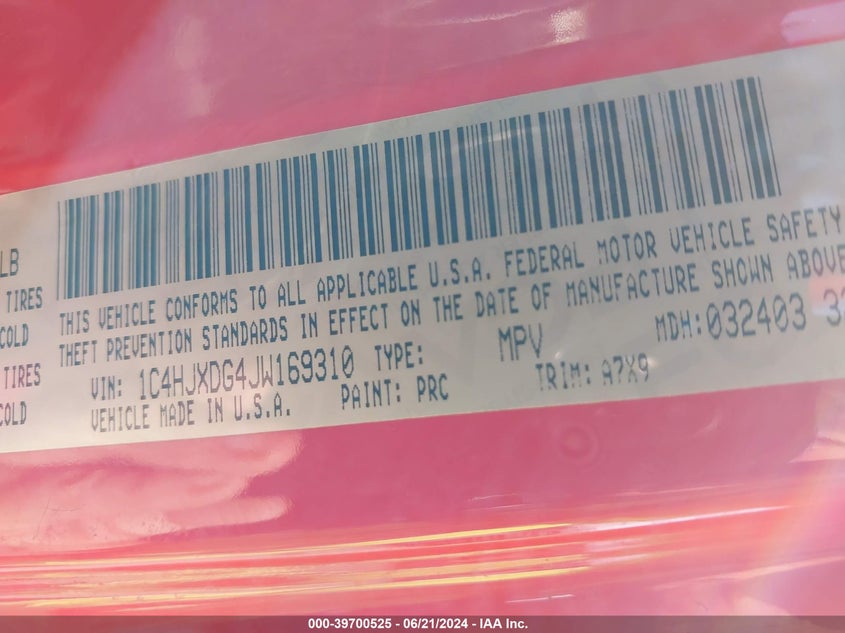 LB
TIRES
COLD
TIRES
COLD
THIS VEHICLE CONFORMS TO ALL APPLICABLE U.S.A. FEDERAL MOTOR VEHICLE SAFETY
THEFT PREVENTION STANDARDS IN EFFECT ON THE DATE OF MANUFACTURE SHOWN ABOVE
VIN: 1C4HJXDG4JW169310 TYPE: MPV MDH:032403
VEHICLE MADE IN U.S.A. PAINT: PRC TRIM: A7X9
000-39700525 - 06/21/2024 - IAA Inc.